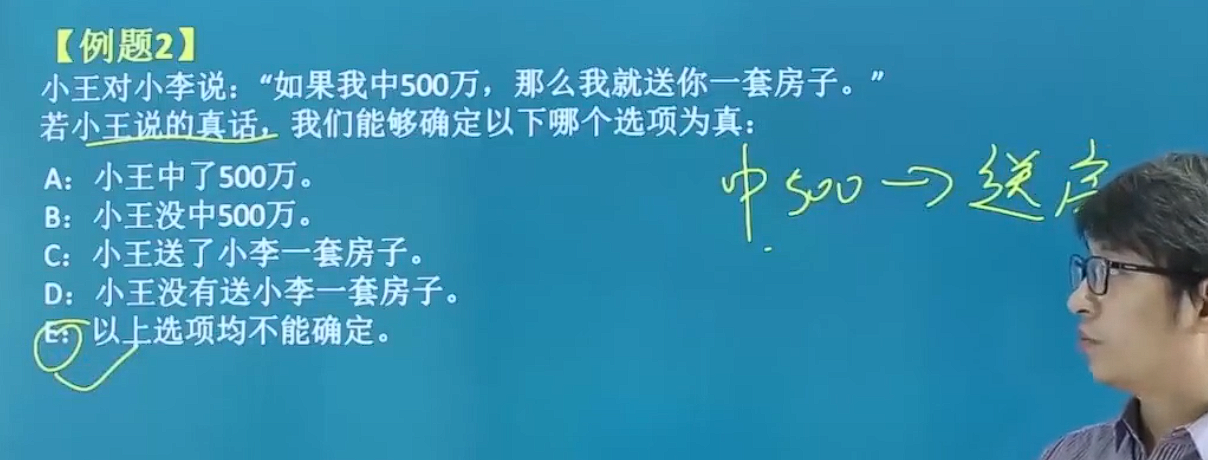 【例题2】
小王对小李说：“如果我中500万，那么我就送你一套房子。”
若小王说的真话，我们能够确定以下哪个选项为真：
中500→送
A：小王中了500万。
B：小王没中500万。
C：小王送了小李一套房子。
D：小王没有送小李一套房子。
E：以上选项均不能确定。